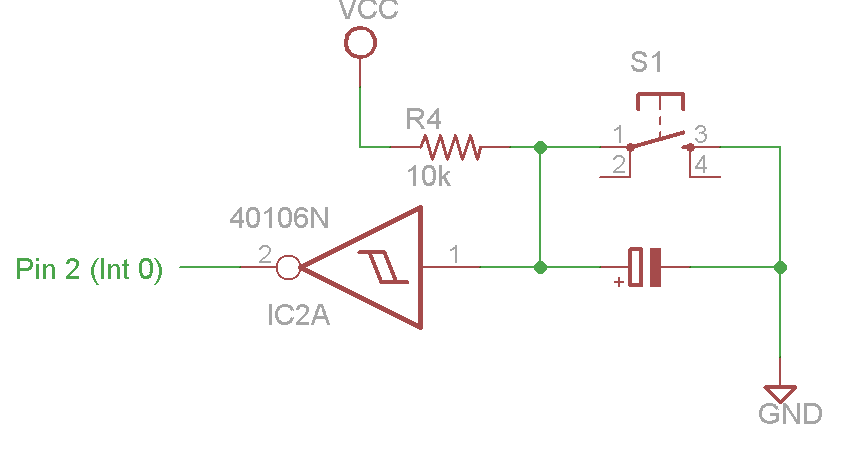 VCC
S1
R4
1
3
2
4
10k
40106N
2
1
Pin 2 (Int 0)
+
IC2A
GND